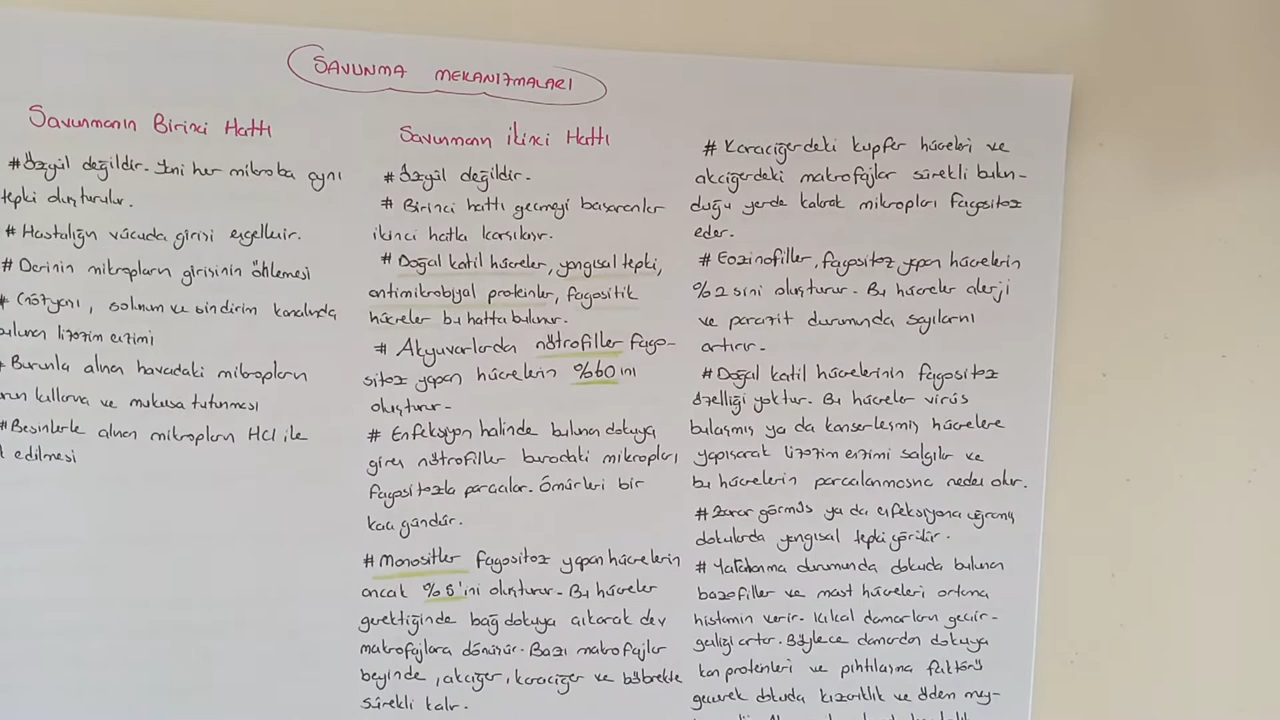 SAVUNMA MEKANİZMALARI
Savunmanın Birinci Hattı
# Özgül değildir. Yani her mikroba aynı
tepki oluşturulur.
# Hastalığın vücuda girişi engellenir.
# Derinin mikropların girişinin önlemesi
# Gözyaşı, solunum ve sindirim kanalında
bulunan lizozim enzimi
# Burunla alınan havadaki mikropların
burun kıllarına ve mukusa tutunması
# Besinlerle alınan mikropların HCl ile
edilmesi
Savunmanın İkinci Hattı
# Özgül değildir.
# Birinci hattı geçmeyi başaranlar
ikinci hatla karşılaşır.
# Doğal katil hücreler, yangısal tepki,
antimikrobiyal proteinler, fagositik
hücreler bu hatta bulunur.
# Akyuvarlarda nötrofiller fago-
sitoz yapan hücrelerin %60 ını
oluşturur.
# Enfeksiyon halinde bulunan dokuya
giren nötrofiller buradaki mikropları
fagositozla parçalar. Ömürleri bir
kaç gündür.
# Monositler fagositoz yapan hücrelerin
ancak %5'ini oluşturur. Bu hücreler
gerektiğinde bağ dokuya çıkarak dev
makrofajlara dönüşür. Bazı makrofajlar
beyinde, akciğer, karaciğer ve böbrekte
sürekli kalır.
# Karaciğerdeki kupfer hücreleri ve
akciğerdeki makrofajlar sürekli bulun-
duğu yerde kalarak mikropları fagositoz
eder.
# Eozinofiller, fagositoz yapan hücrelerin
%2 sini oluşturur. Bu hücreler alerji
ve parazit durumunda sayılarını
artırır.
# Doğal katil hücrelerinin fagositoz
özelliği yoktur. Bu hücreler virüs
bulaşmış ya da kanserleşmiş hücrelere
yapışarak lizozim enzimi salgılar ve
bu hücrelerin parçalanmasına neden olur.
# Zarar görmüş ya da enfeksiyona uğramış
dokularda yangısal tepki görülür.
# Yaralanma durumunda dokuda bulunan
bazofiller ve mast hücreleri ortama
histamin verir. Kılcal damarların geçir-
genliği artar. Böylece damardan dokuya
kan proteinleri ve pıhtılaşma faktörü
geçerek dokuda kızarıklık ve ödem mey-